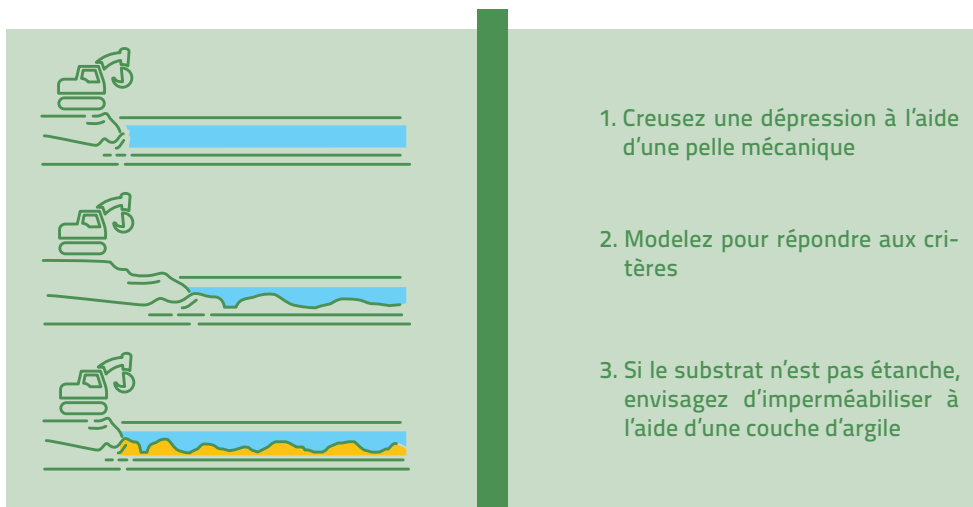 1. Creusez une dépression à l'aide
d'une pelle mécanique
2. Modelez pour répondre aux cri-
tères
3. Si le substrat n'est pas étanche,
envisagez d'imperméabiliser à
l'aide d'une couche d'argile